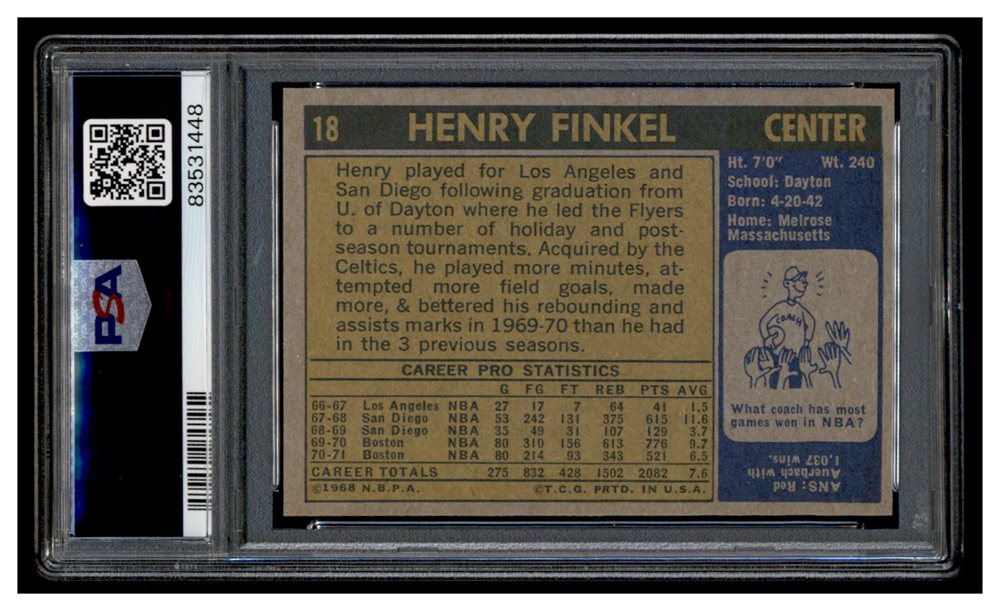 83531448
PSA
18 HENRY FINKEL CENTER
Henry played for Los Angeles and
San Diego following graduation from
U. of Dayton where he led the Flyers
to a number of holiday and post-
season tournaments. Acquired by the
Celtics, he played more minutes, at-
tempted more field goals, made
more, & bettered his rebounding and
assists marks in 1969-70 than he had
in the 3 previous seasons.
CAREER PRO STATISTICS
G FG FT REB PTS AVG
66-67 Los Angeles NBA 27 17 7 64 41 1.5
67-68 San Diego NBA 53 242 131 375 615 11.6
68-69 San Diego NBA 35 49 31 107 129 3.7
69-70 Boston NBA 80 310 156 613 776 9.7
70-71 Boston NBA 80 214 93 343 521 6.5
CAREER TOTALS 275 832 428 1502 2082 7.6
©1968 N.B.P.A. ©T.C.G. PRTD. IN U.S.A.
Ht. 7'0" Wt. 240
School: Dayton
Born: 4-20-42
Home: Melrose
Massachusetts
COACH
What coach has most
games won in NBA?
ANS: Red
Auerbach with
1,037 wins.